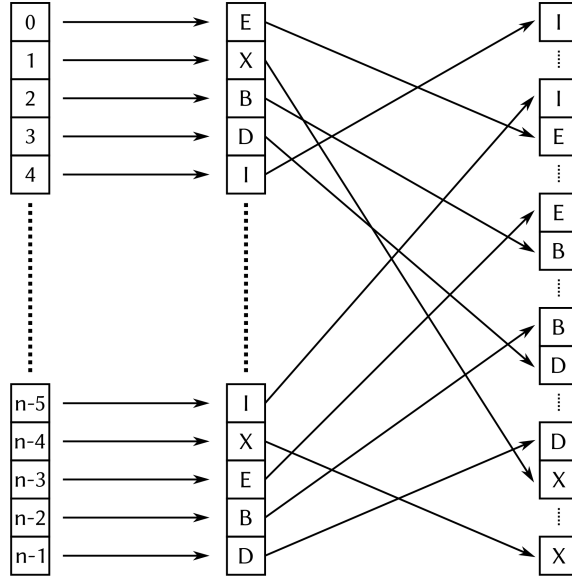 0 E I
1 X
2 B I
3 D E
4 I
E
B
B
D
n-5 I
n-4 X D
n-3 E X
n-2 B
n-1 D X